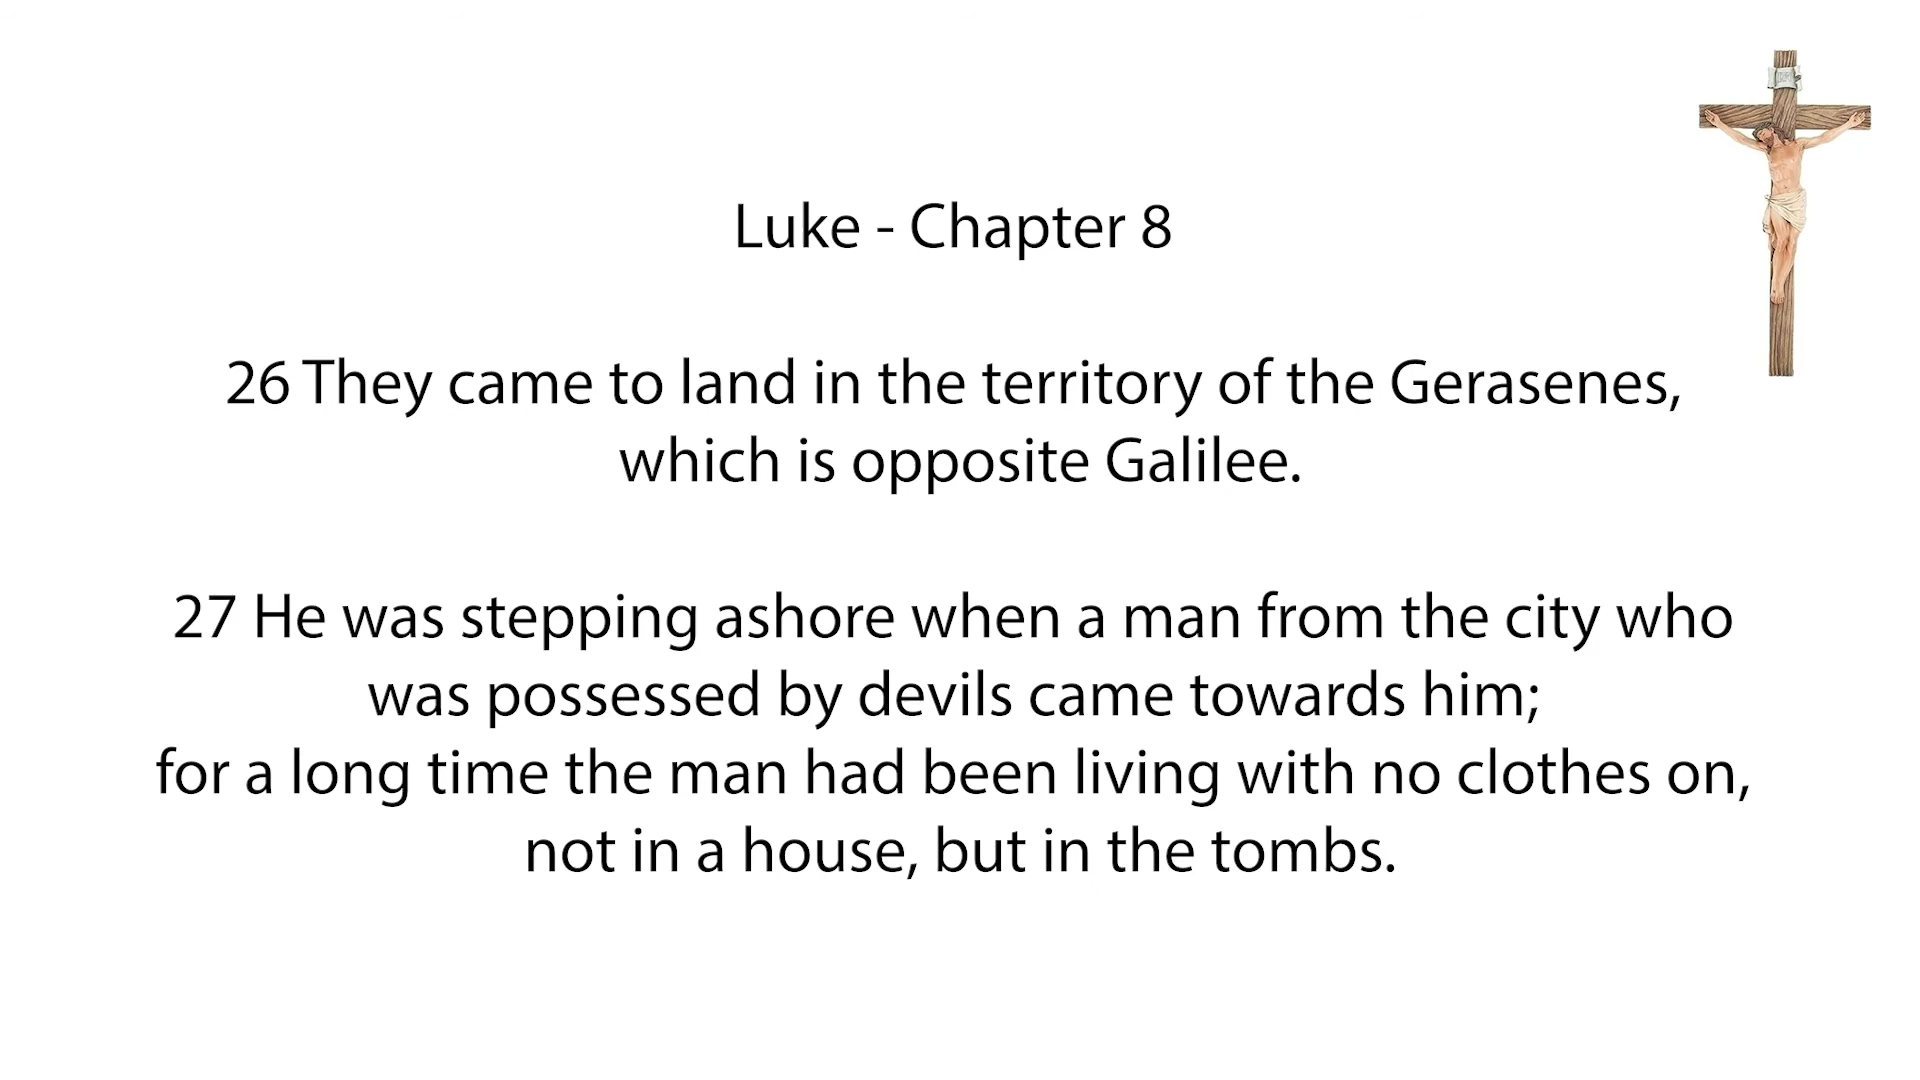 Luke - Chapter 8
26 They came to land in the territory of the Gerasenes,
which is opposite Galilee.
27 He was stepping ashore when a man from the city who
was possessed by devils came towards him;
for a long time the man had been living with no clothes on,
not in a house, but in the tombs.